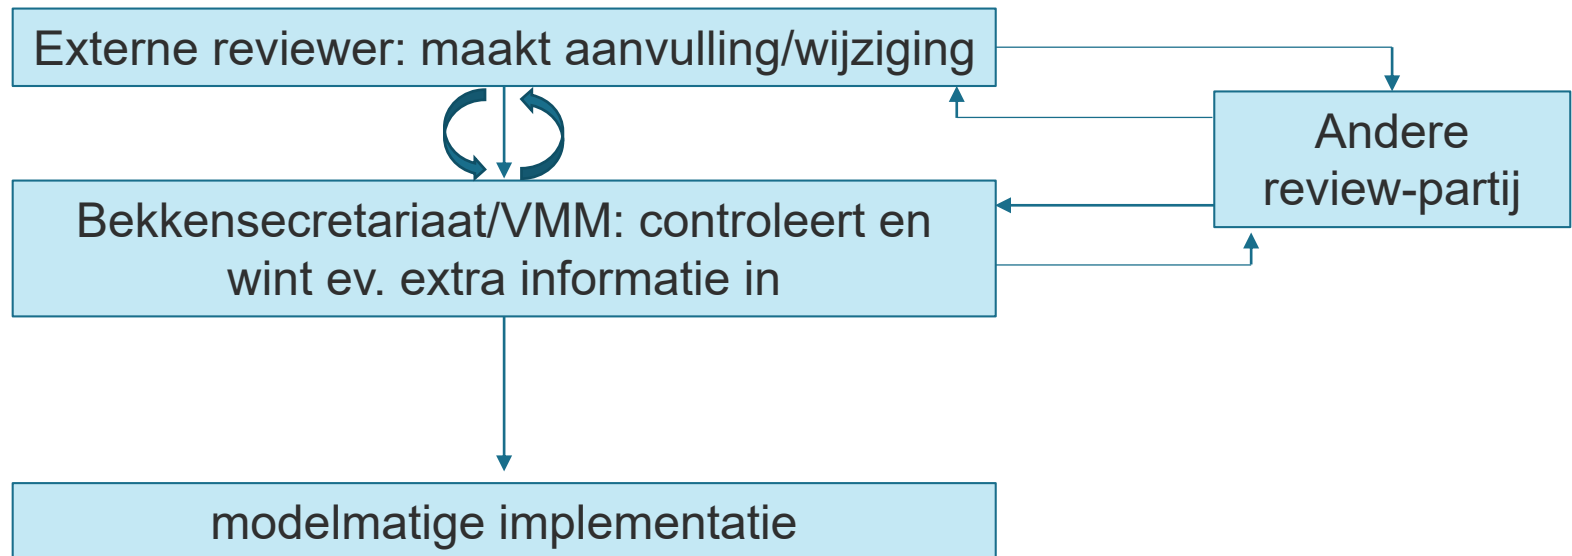 Externe reviewer: maakt aanvulling/wijziging
Andere
review-partij
Bekkensecretariaat/VMM: controleert en
wint ev. extra informatie in
modelmatige implementatie